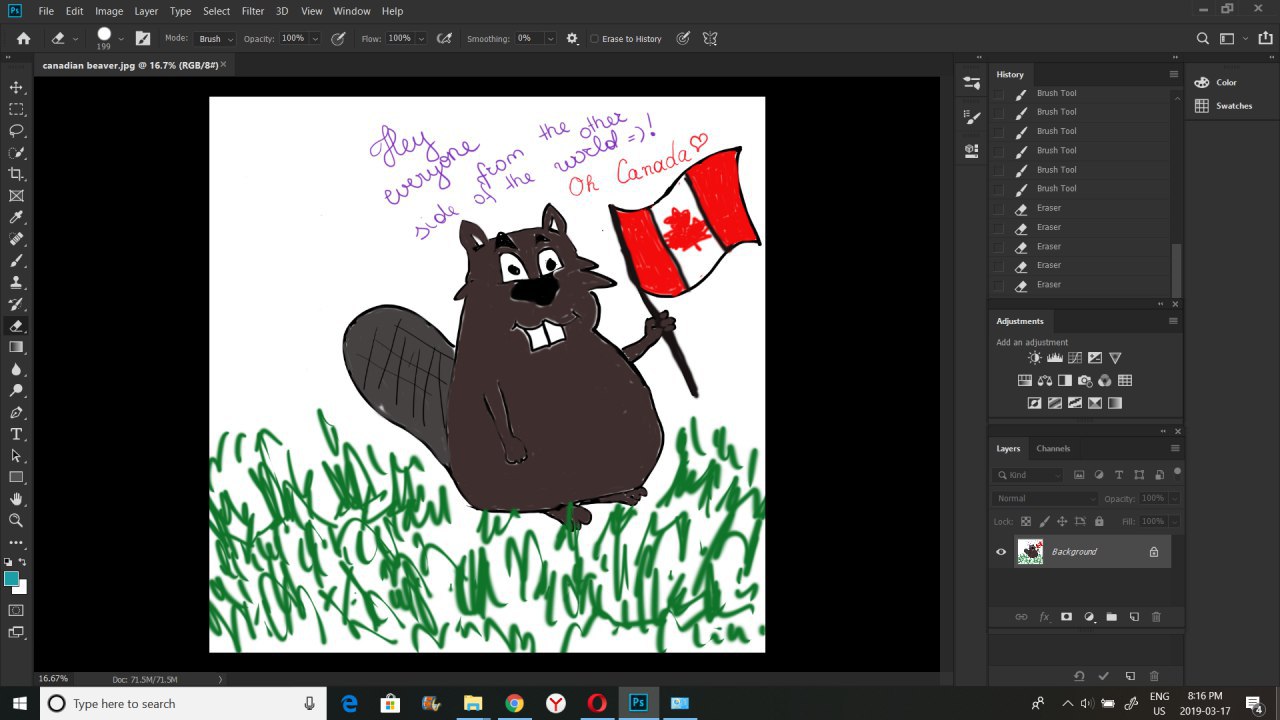 File Edit Image Layer Type Select Filter 3D View Window Help
199 Mode: Brush Opacity: 100% Flow: 100% Smoothing: 0% Erase to History
canadian beaver.jpg @ 16.7% (RGB/8#)
Hey
everyone
from the other
side of the world =)!
Oh Canada
History
Brush Tool
Brush Tool
Brush Tool
Brush Tool
Brush Tool
Brush Tool
Eraser
Eraser
Eraser
Eraser
Eraser
Color
Swatches
Adjustments
Add an adjustment
Layers Channels
Kind
Normal Opacity: 100%
Lock: Fill: 100%
Background
fx
16.67% Doc: 71.5M/71.5M
Type here to search
Ps
ENG
US
8:16 PM
2019-03-17
4